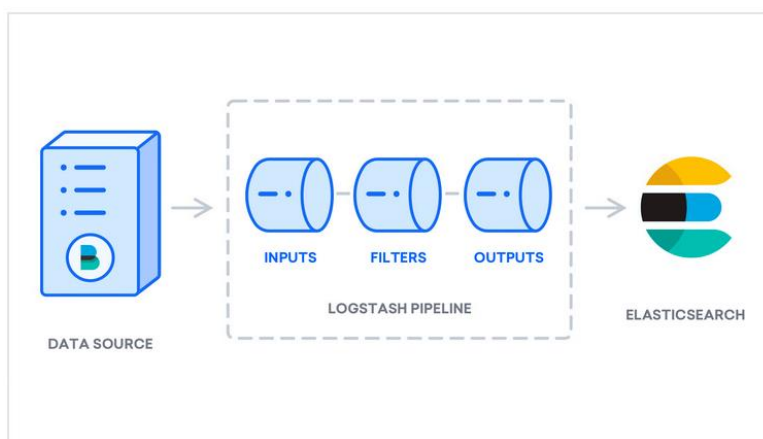 INPUTS
FILTERS
OUTPUTS
LOGSTASH PIPELINE
DATA SOURCE
ELASTICSEARCH